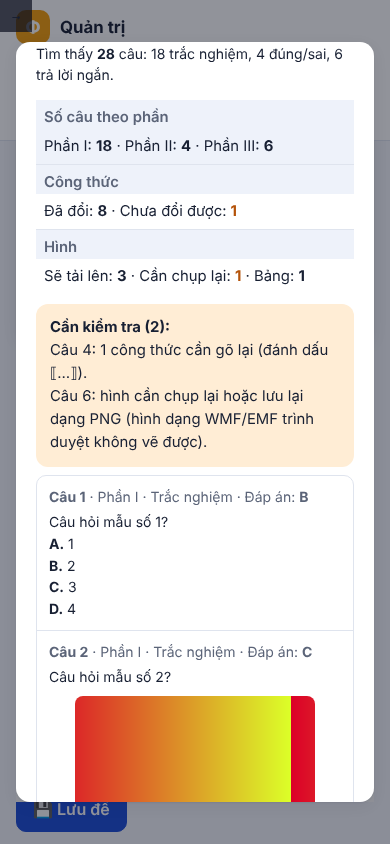 Quản trị
Tìm thấy 28 câu: 18 trắc nghiệm, 4 đúng/sai, 6
trả lời ngắn.
Số câu theo phần
Phần I: 18 · Phần II: 4 · Phần III: 6
Công thức
Đã đổi: 8 · Chưa đổi được: 1
Hình
Sẽ tải lên: 3 · Cần chụp lại: 1 · Bảng: 1
Cần kiểm tra (2):
Câu 4: 1 công thức cần gõ lại (đánh dấu
⟦...⟧).
Câu 6: hình cần chụp lại hoặc lưu lại
dạng PNG (hình dạng WMF/EMF trình
duyệt không vẽ được).
Câu 1 · Phần I · Trắc nghiệm · Đáp án: B
Câu hỏi mẫu số 1?
A. 1
B. 2
C. 3
D. 4
Câu 2 · Phần I · Trắc nghiệm · Đáp án: C
Câu hỏi mẫu số 2?
Lưu đề